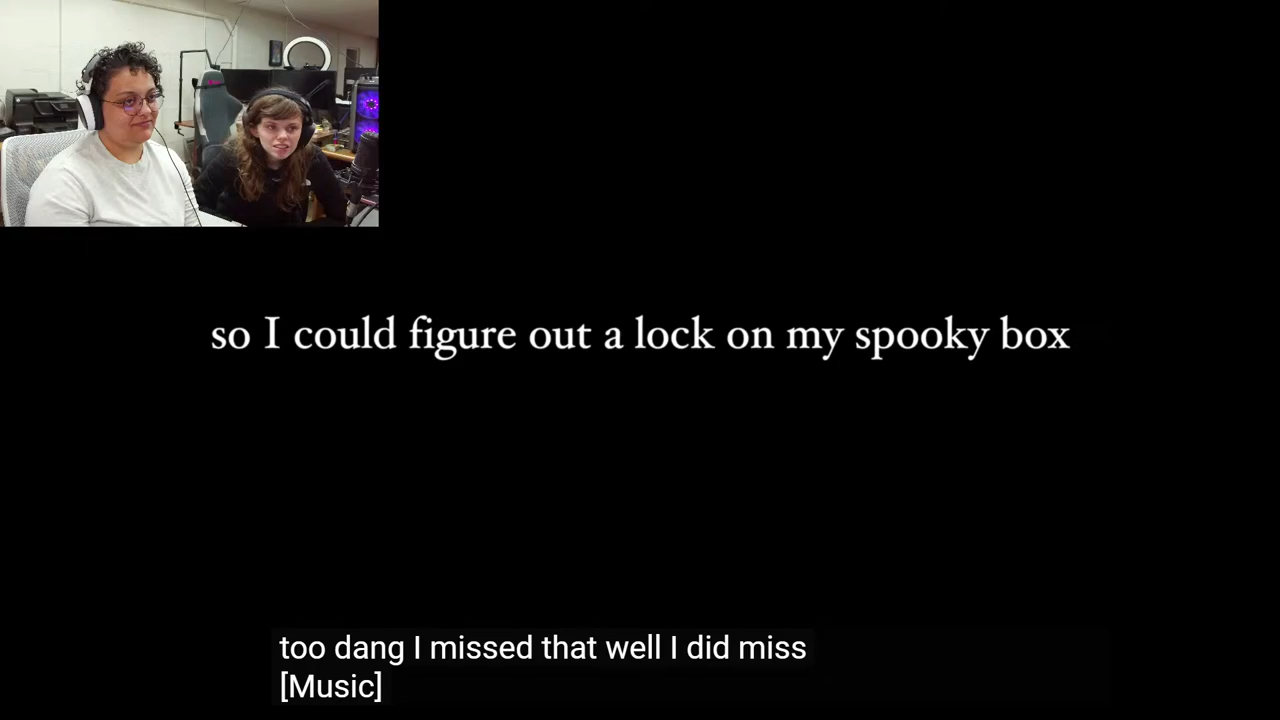 so I could figure out a lock on my spooky box
too dang I missed that well I did miss
[Music]